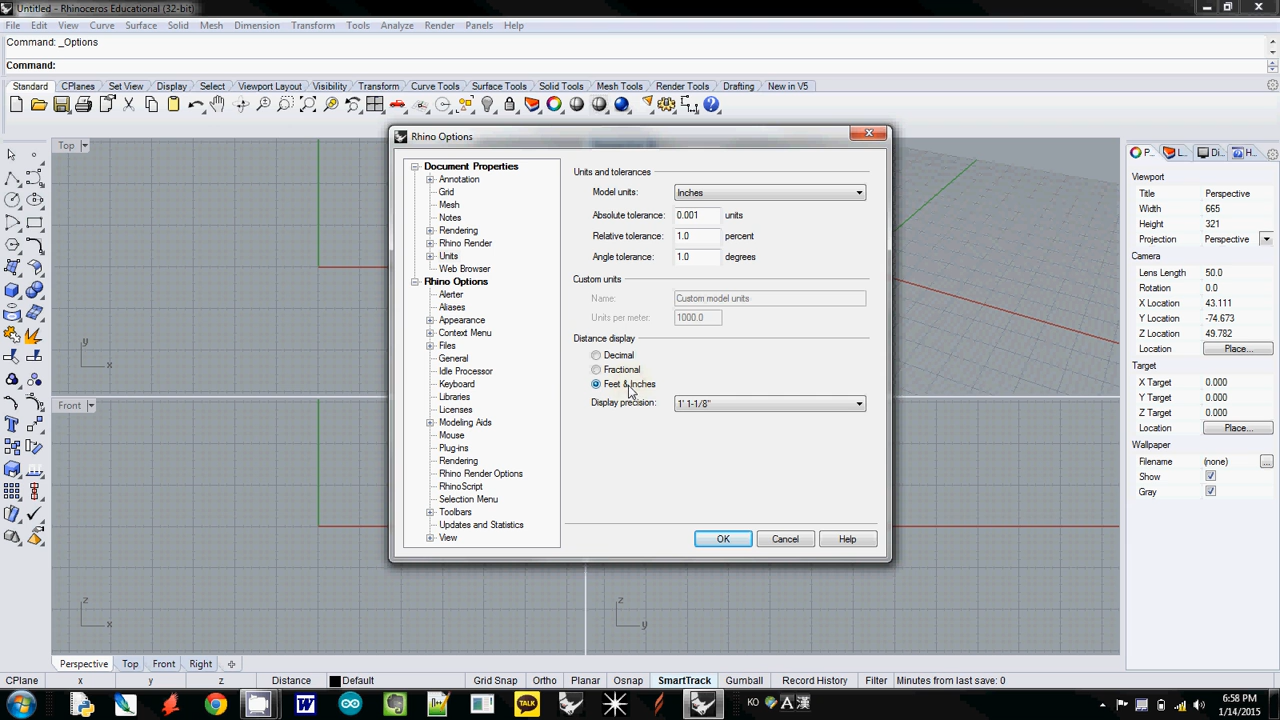 Untitled - Rhinoceros Educational (32-bit)
File Edit View Curve Surface Solid Mesh Dimension Transform Tools Analyze Render Panels Help
Command: _Options
Command:
Standard CPlanes Set View Display Select Viewport Layout Visibility Transform Curve Tools Surface Tools Solid Tools Mesh Tools Render Tools Drafting New in V5
Top
Rhino Options
Document Properties
Annotation
Grid
Mesh
Notes
Rendering
Rhino Render
Units
Web Browser
Rhino Options
Alerter
Aliases
Appearance
Context Menu
Files
General
Idle Processor
Keyboard
Libraries
Licenses
Modeling Aids
Mouse
Plug-ins
Rendering
Rhino Render Options
RhinoScript
Selection Menu
Toolbars
Updates and Statistics
View
Units and tolerances
Model units: Inches
Absolute tolerance: 0.001 units
Relative tolerance: 1.0 percent
Angle tolerance: 1.0 degrees
Custom units
Name: Custom model units
Units per meter: 1000.0
Distance display
Decimal
Fractional
Feet & Inches
Display precision: 1' 1-1/8"
OK Cancel Help
P... L... Di... H...
Viewport
Title Perspective
Width 665
Height 321
Projection Perspective
Camera
Lens Length 50.0
Rotation 0.0
X Location 43.111
Y Location -74.673
Z Location 49.782
Location Place...
Target
X Target 0.000
Y Target 0.000
Z Target 0.000
Location Place...
Wallpaper
Filename (none) ...
Show
Gray
y
x
Front
z
x
z
y
Perspective Top Front Right
CPlane x y z Distance Default Grid Snap Ortho Planar Osnap SmartTrack Gumball Record History Filter Minutes from last save: 0
W TALK KO A 漢
6:58 PM
1/14/2015